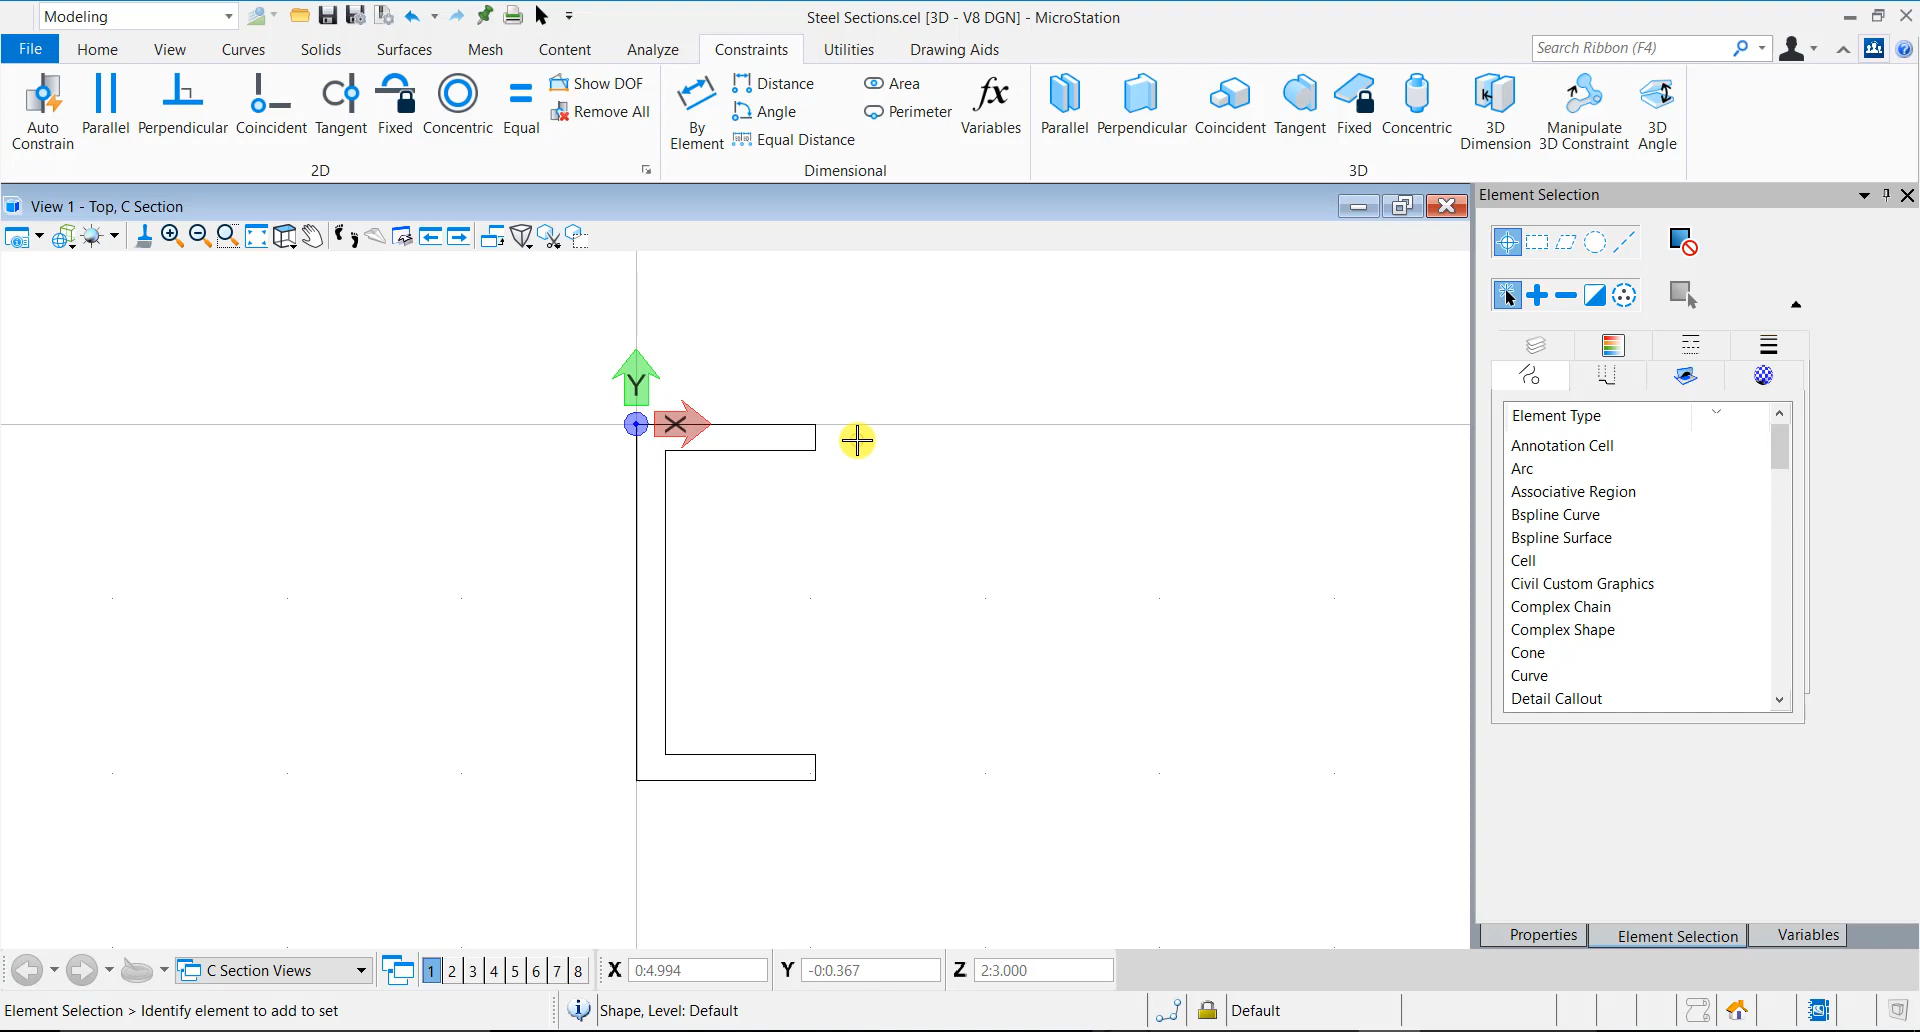 Modeling
Steel Sections.cel [3D - V8 DGN] - MicroStation
File Home View Curves Solids Surfaces Mesh Content Analyze Constraints Utilities Drawing Aids
Search Ribbon (F4)
Auto Constrain
Parallel
Perpendicular
Coincident
Tangent
Fixed
Concentric
Equal
Show DOF
Remove All
2D
By Element
Distance
Angle
Equal Distance
Area
Perimeter
fx
Variables
Dimensional
Parallel
Perpendicular
Coincident
Tangent
Fixed
Concentric
3D Dimension
Manipulate 3D Constraint
3D Angle
3D
View 1 - Top, C Section
Y
X
Element Selection
Element Type
Annotation Cell
Arc
Associative Region
Bspline Curve
Bspline Surface
Cell
Civil Custom Graphics
Complex Chain
Complex Shape
Cone
Curve
Detail Callout
Properties Element Selection Variables
C Section Views
1 2 3 4 5 6 7 8
X 0:4.994
Y -0:0.367
Z 2:3.000
Element Selection > Identify element to add to set
Shape, Level: Default
Default